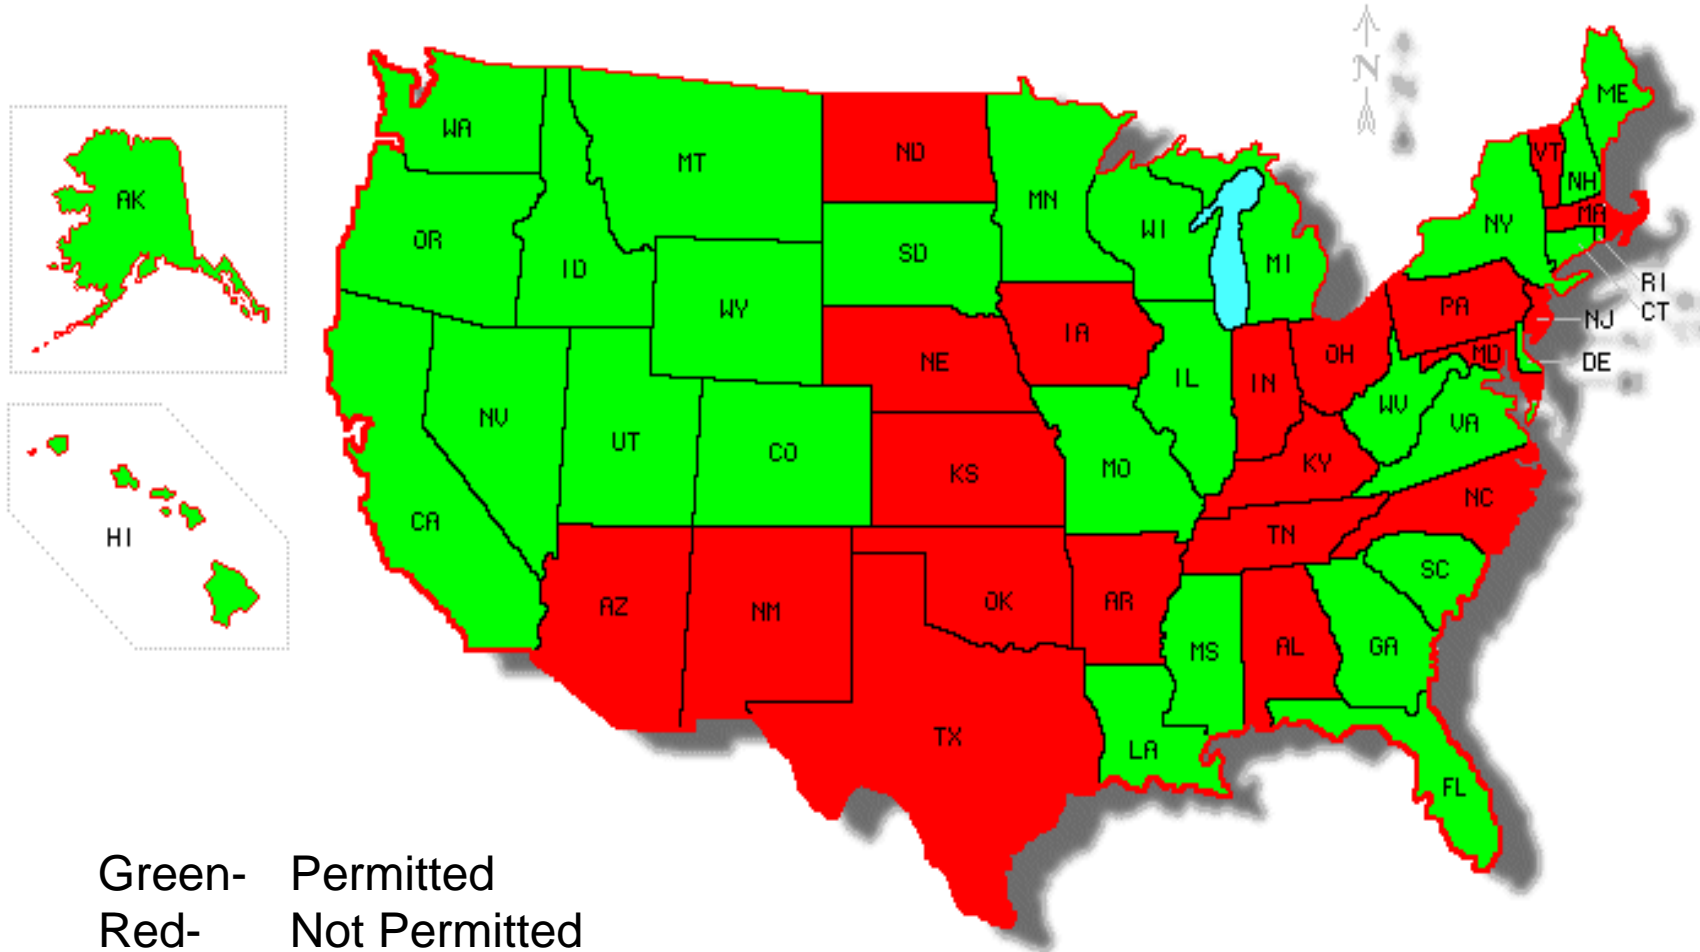 N
ME
WA
VT
MT
ND
NH
AK
MN
MA
OR
WI
NY
SD
ID
MI
RI
WY
PA
CT
NJ
IA
NE
OH
MD
DE
IL
IN
NV
WV
UT
CO
VA
KY
MO
KS
NC
CA
HI
TN
SC
AZ
NM
OK
AR
MS
AL
GA
TX
LA
FL
Green- Permitted
Red- Not Permitted